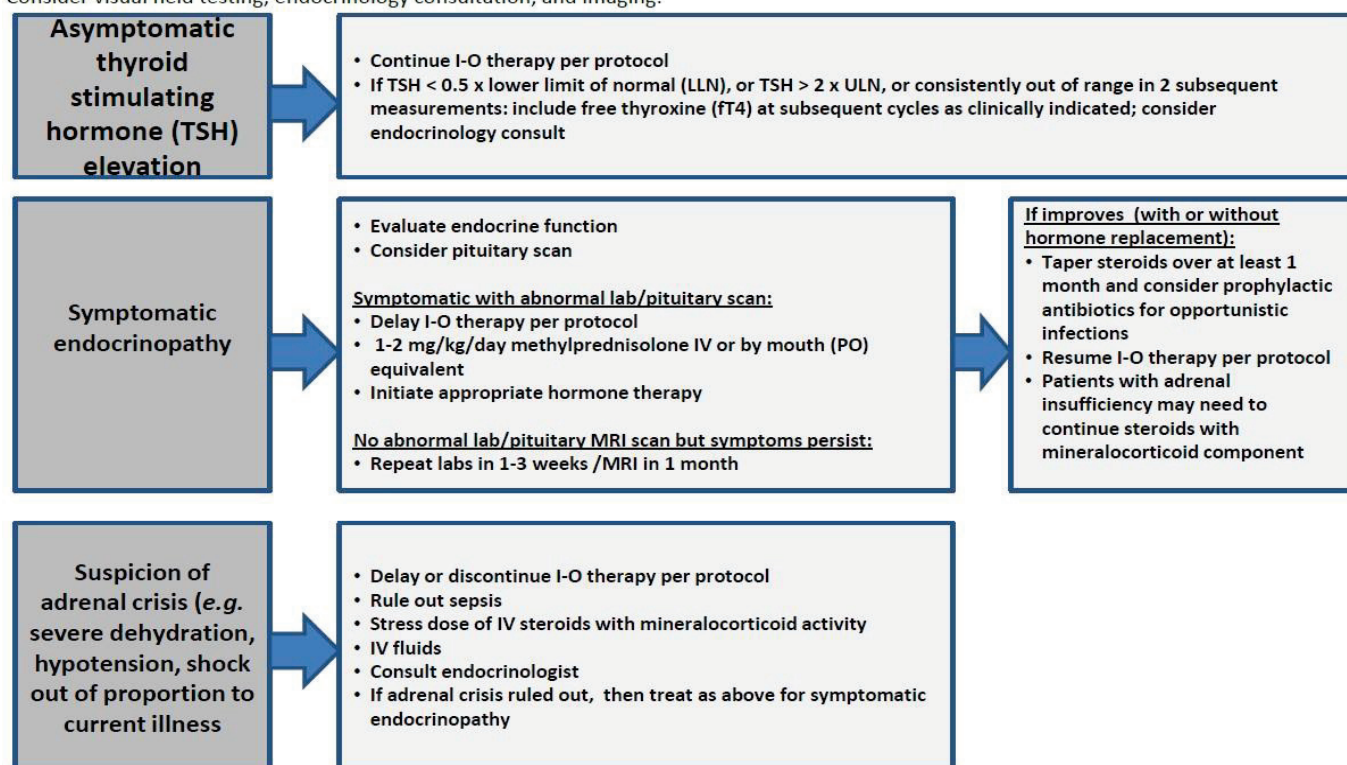 Consider visual field testing, endocrinology consultation, and imaging.
Asymptomatic
thyroid
stimulating
hormone (TSH)
elevation
• Continue I-O therapy per protocol
• If TSH < 0.5 x lower limit of normal (LLN), or TSH > 2 x ULN, or consistently out of range in 2 subsequent
measurements: include free thyroxine (fT4) at subsequent cycles as clinically indicated; consider
endocrinology consult
Symptomatic
endocrinopathy
• Evaluate endocrine function
• Consider pituitary scan
Symptomatic with abnormal lab/pituitary scan:
• Delay I-O therapy per protocol
• 1-2 mg/kg/day methylprednisolone IV or by mouth (PO)
equivalent
• Initiate appropriate hormone therapy
No abnormal lab/pituitary MRI scan but symptoms persist:
• Repeat labs in 1-3 weeks /MRI in 1 month
If improves (with or without
hormone replacement):
• Taper steroids over at least 1
month and consider prophylactic
antibiotics for opportunistic
infections
• Resume I-O therapy per protocol
• Patients with adrenal
insufficiency may need to
continue steroids with
mineralocorticoid component
Suspicion of
adrenal crisis (e.g.
severe dehydration,
hypotension, shock
out of proportion to
current illness
• Delay or discontinue I-O therapy per protocol
• Rule out sepsis
• Stress dose of IV steroids with mineralocorticoid activity
• IV fluids
• Consult endocrinologist
• If adrenal crisis ruled out, then treat as above for symptomatic
endocrinopathy